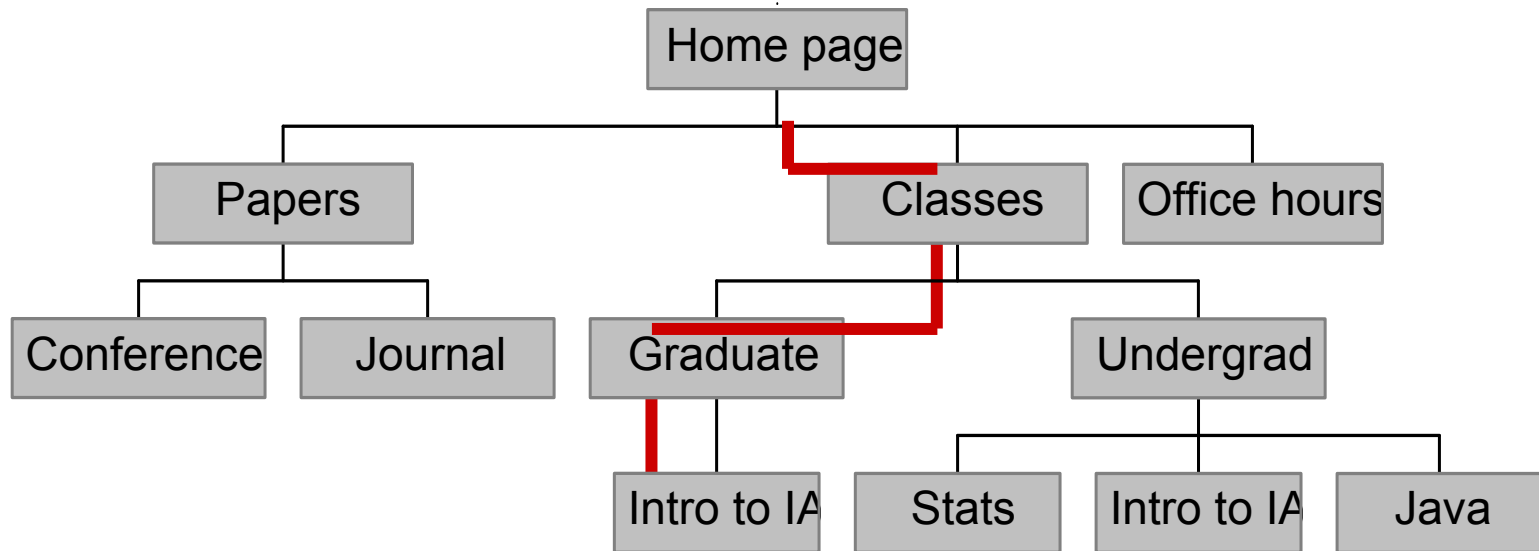 Home page
Papers
Classes
Office hours
Conference
Journal
Graduate
Undergrad
Intro to IA
Stats
Intro to IA
Java